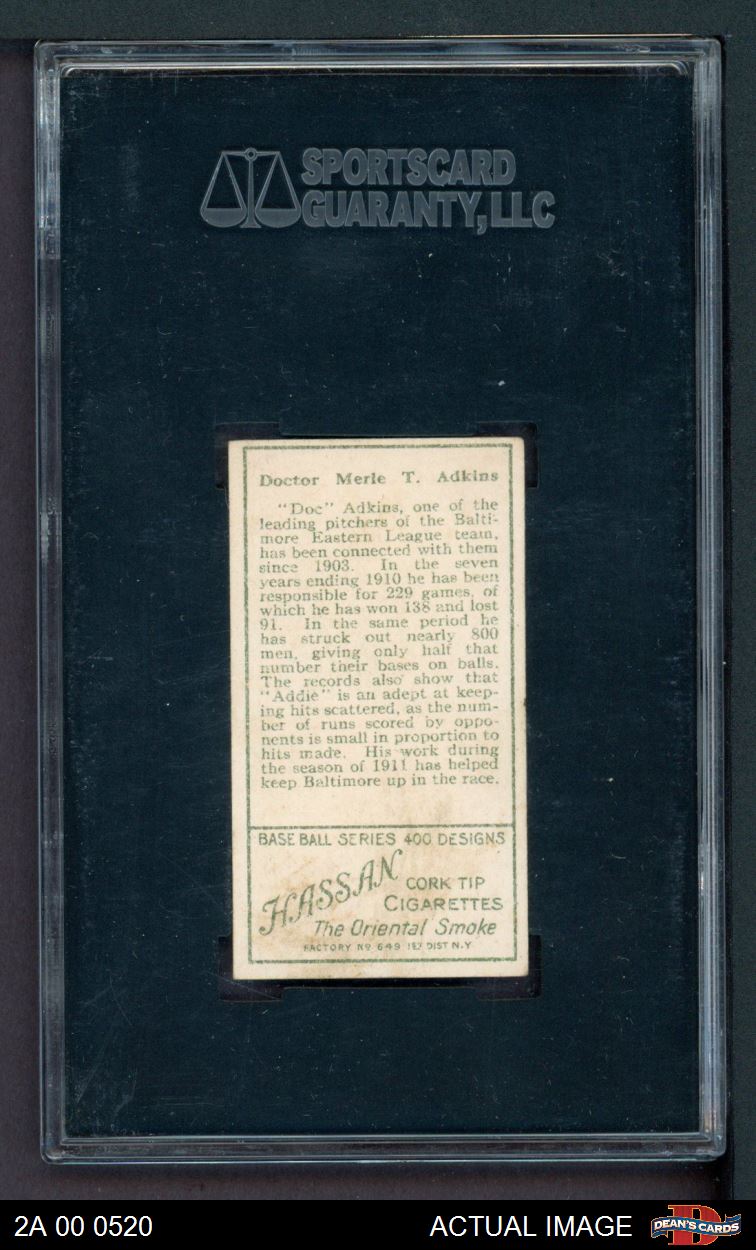 SPORTSCARD
GUARANTY, LLC
Doctor Merle T. Adkins
"Doc" Adkins, one of the
leading pitchers of the Balti-
more Eastern League team,
has been connected with them
since 1903. In the seven
years ending 1910 he has been
responsible for 229 games, of
which he has won 138 and lost
91. In the same period he
has struck out nearly 800
men, giving only half that
number their bases on balls.
The records also show that
"Addie" is an adept at keep-
ing hits scattered, as the num-
ber of runs scored by oppo-
nents is small in proportion to
hits made. His work during
the season of 1911 has helped
keep Baltimore up in the race.
BASE BALL SERIES 400 DESIGNS
HASSAN
CORK TIP
CIGARETTES
The Oriental Smoke
FACTORY Nº 649 1ST DIST N.Y
2A 00 0520
ACTUAL IMAGE
DEAN'S CARDS